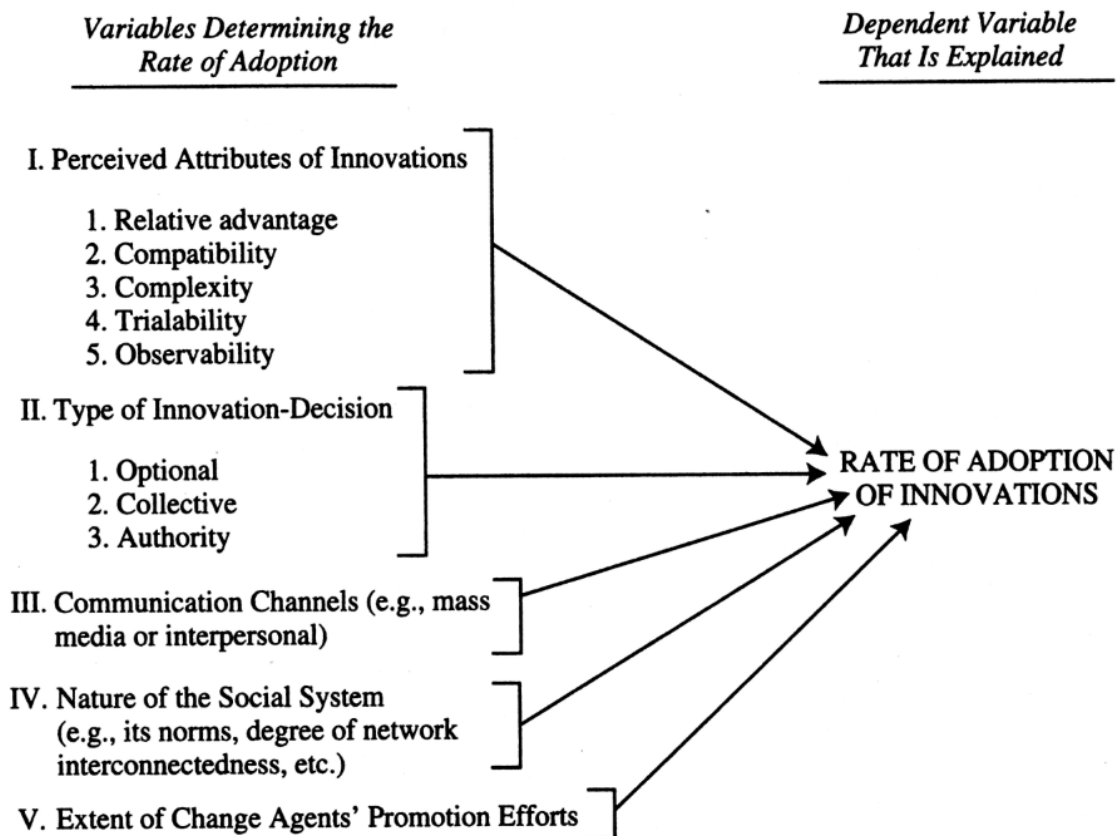 Variables Determining the
Rate of Adoption
Dependent Variable
That Is Explained
I. Perceived Attributes of Innovations
1. Relative advantage
2. Compatibility
3. Complexity
4. Trialability
5. Observability
II. Type of Innovation-Decision
1. Optional
2. Collective
3. Authority
III. Communication Channels (e.g., mass
media or interpersonal)
IV. Nature of the Social System
(e.g., its norms, degree of network
interconnectedness, etc.)
V. Extent of Change Agents’ Promotion Efforts
RATE OF ADOPTION
OF INNOVATIONS